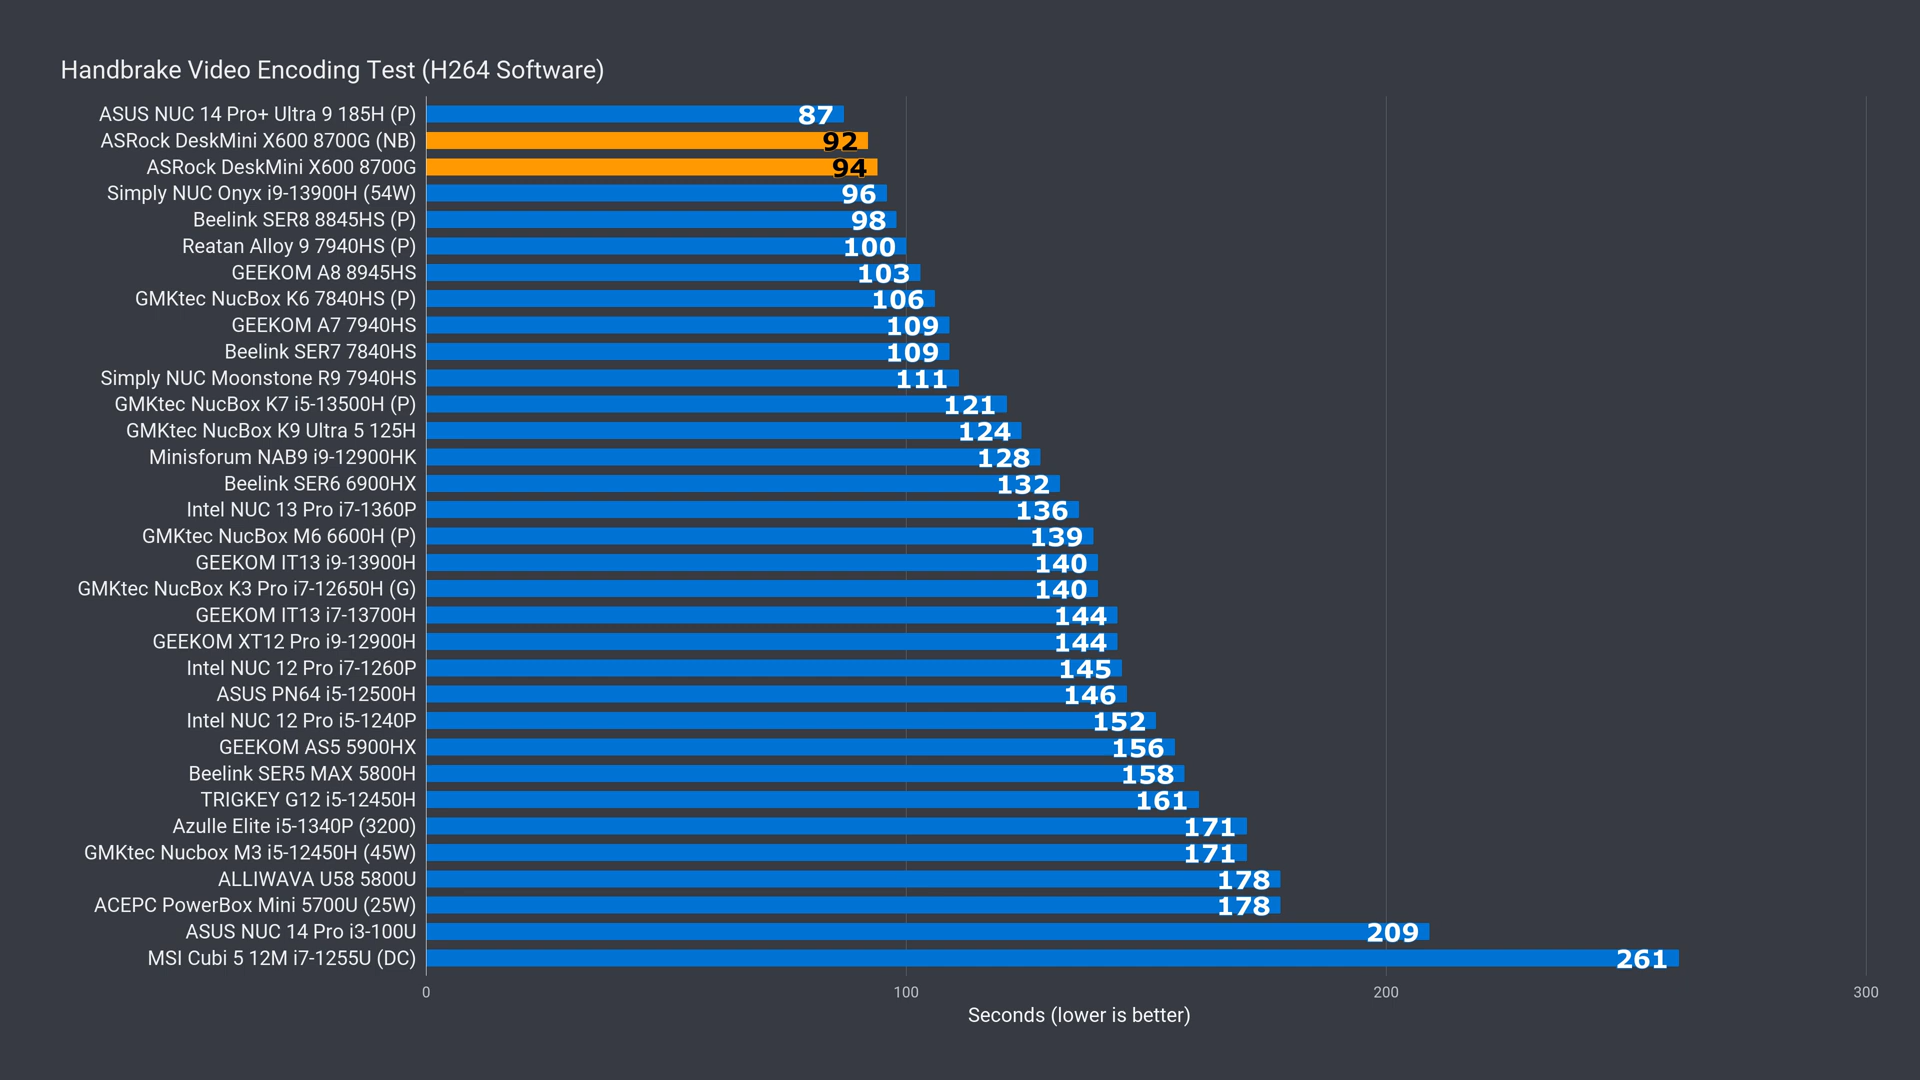 Handbrake Video Encoding Test (H264 Software)
ASUS NUC 14 Pro+ Ultra 9 185H (P) 87
ASRock DeskMini X600 8700G (NB) 92
ASRock DeskMini X600 8700G 94
Simply NUC Onyx i9-13900H (54W) 96
Beelink SER8 8845HS (P) 98
Reatan Alloy 9 7940HS (P) 100
GEEKOM A8 8945HS 103
GMKtec NucBox K6 7840HS (P) 106
GEEKOM A7 7940HS 109
Beelink SER7 7840HS 109
Simply NUC Moonstone R9 7940HS 111
GMKtec NucBox K7 i5-13500H (P) 121
GMKtec NucBox K9 Ultra 5 125H 124
Minisforum NAB9 i9-12900HK 128
Beelink SER6 6900HX 132
Intel NUC 13 Pro i7-1360P 136
GMKtec NucBox M6 6600H (P) 139
GEEKOM IT13 i9-13900H 140
GMKtec NucBox K3 Pro i7-12650H (G) 140
GEEKOM IT13 i7-13700H 144
GEEKOM XT12 Pro i9-12900H 144
Intel NUC 12 Pro i7-1260P 145
ASUS PN64 i5-12500H 146
Intel NUC 12 Pro i5-1240P 152
GEEKOM AS5 5900HX 156
Beelink SER5 MAX 5800H 158
TRIGKEY G12 i5-12450H 161
Azulle Elite i5-1340P (3200) 171
GMKtec Nucbox M3 i5-12450H (45W) 171
ALLIWAVA U58 5800U 178
ACEPC PowerBox Mini 5700U (25W) 178
ASUS NUC 14 Pro i3-100U 209
MSI Cubi 5 12M i7-1255U (DC) 261
0 100 200 300
Seconds (lower is better)